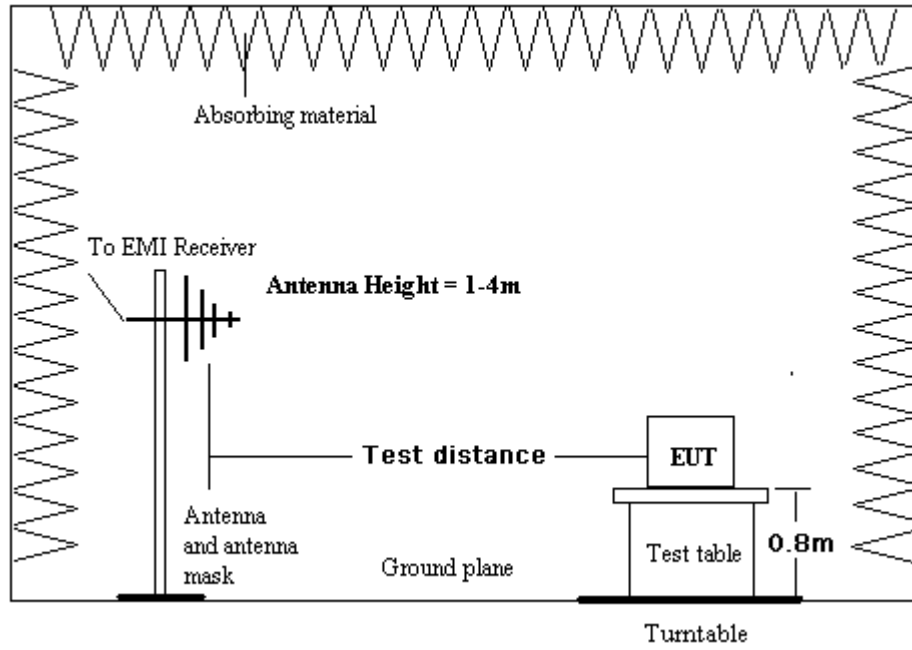 Absorbing material
To EMI Receiver
Antenna Height = 1-4m
Test distance
EUT
Antenna
and antenna
mask
Ground plane
Test table
0.8m
Turntable